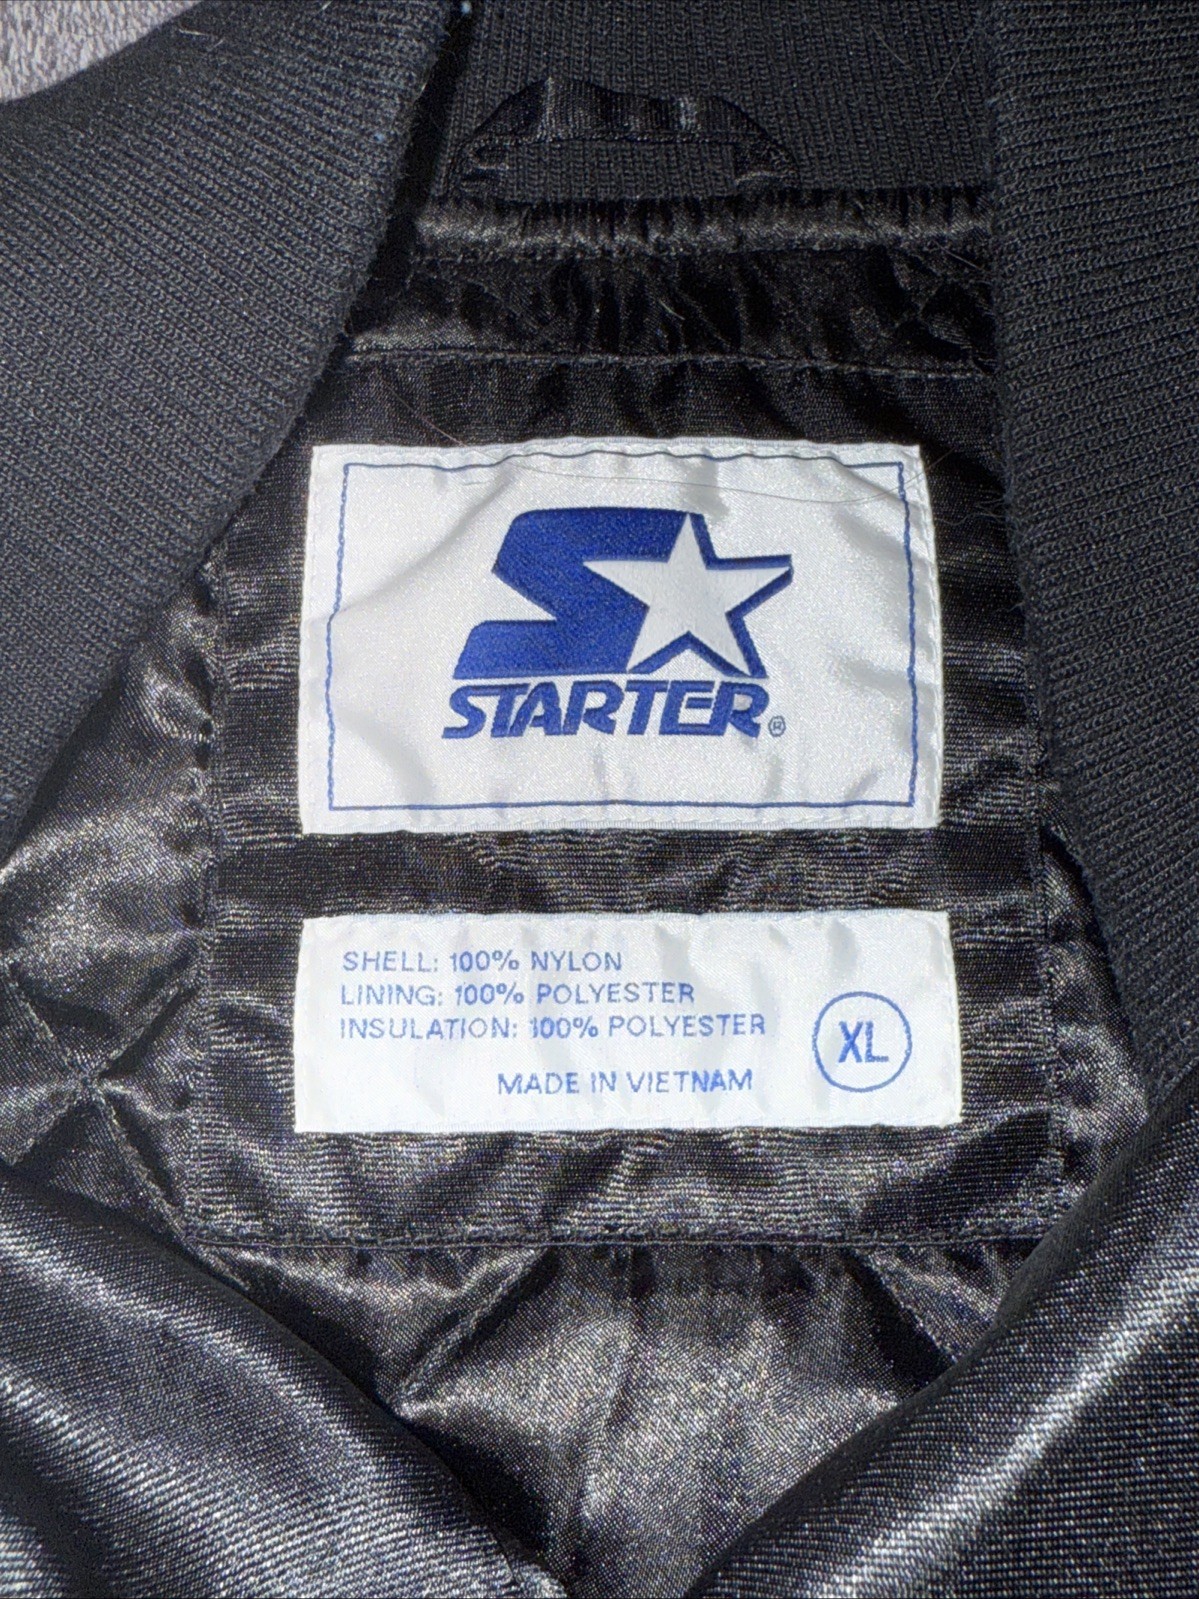 STARTER®
SHELL: 100% NYLON
LINING: 100% POLYESTER
INSULATION: 100% POLYESTER
XL
MADE IN VIETNAM